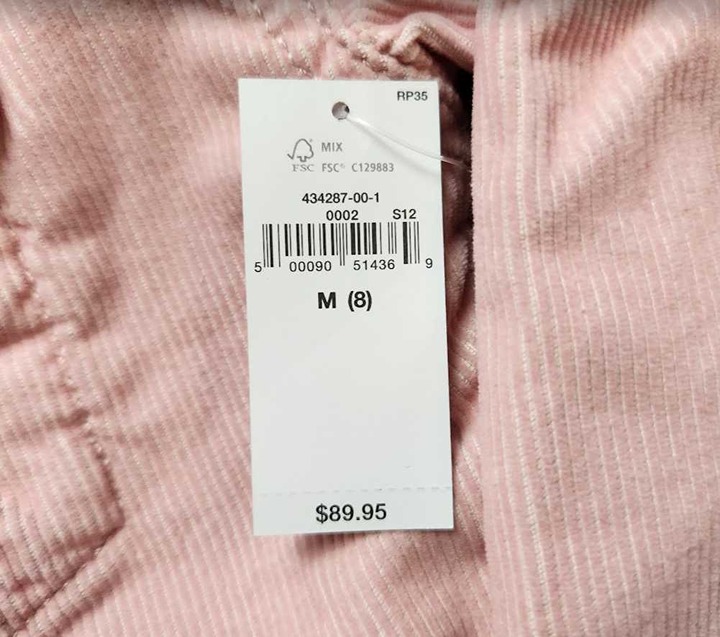 RP35
MIX
FSC FSC® C129883
434287-00-1
0002 S12
5 00090 51436 9
M (8)
$89.95